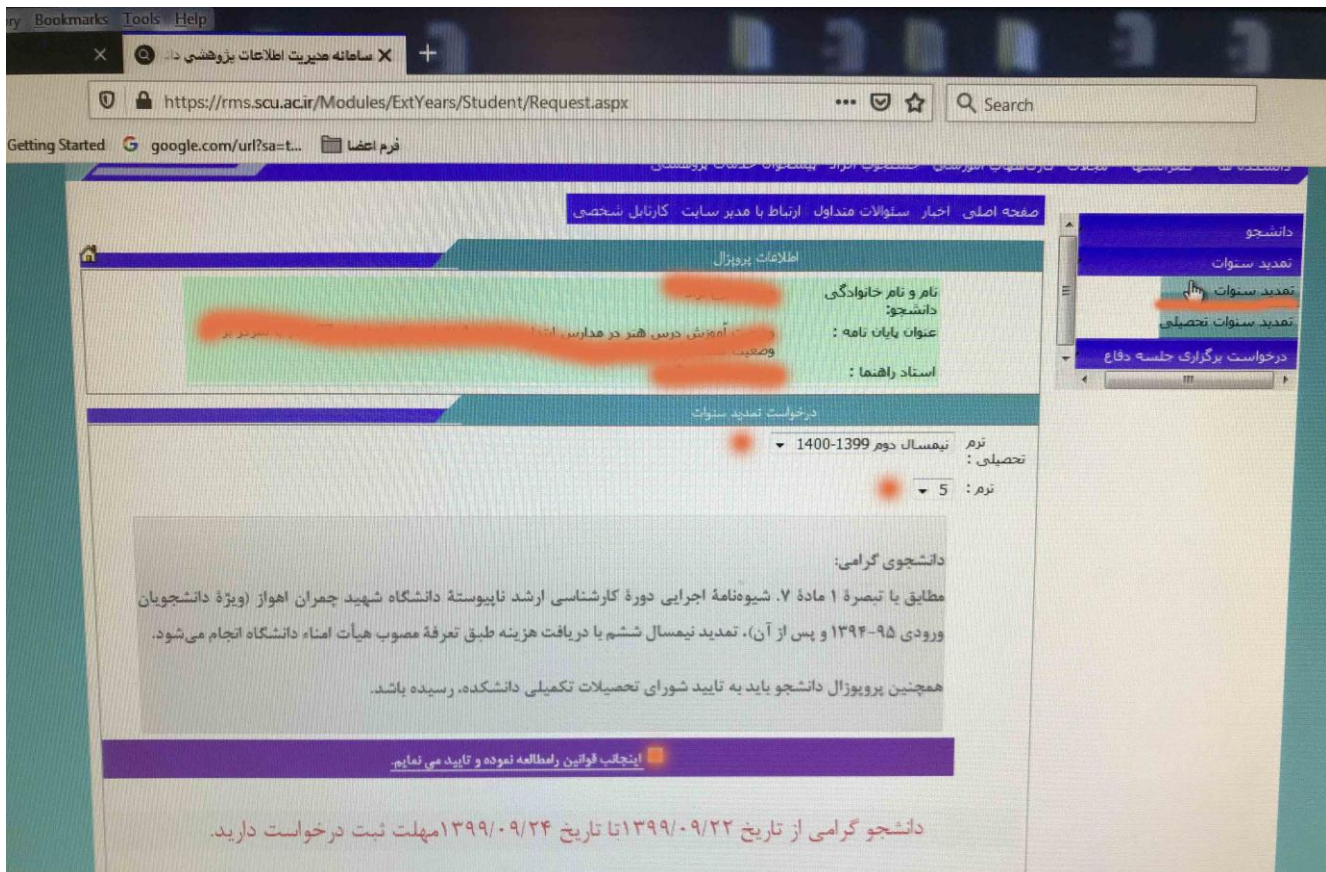 Bookmarks Tools Help
سامانه مدیریت اطلاعات پژوهشی دا
https://rms.scu.ac.ir/Modules/ExtYears/Student/Request.aspx
Search
Getting Started
google.com/url?sa=t...
فرم اعضا
صفحه اصلی اخبار سئوالات متداول ارتباط با مدیر سایت کارتابل شخصی
دانشجو
تمدید سنوات
تمدید سنوات
تمدید سنوات تحصیلی
درخواست برگزاری جلسه دفاع
اطلاعات پروپزال
نام و نام خانوادگی
دانشجو:
عنوان پایان نامه :
آموزش درس هنر در مدارس
وضعیت
استاد راهنما :
درخواست تمدید سنوات
ترم
تحصیلی :
نیمسال دوم 1399-1400
ترم : 5
دانشجوی گرامی:
مطابق با تبصرهٔ ۱ مادهٔ ۷. شیوه‌نامهٔ اجرایی دورهٔ کارشناسی ارشد ناپیوستهٔ دانشگاه شهید چمران اهواز (ویژهٔ دانشجویان
ورودی ۹۵-۱۳۹۴ و پس از آن)، تمدید نیمسال ششم با دریافت هزینه طبق تعرفهٔ مصوب هیأت امناء دانشگاه انجام می‌شود.
همچنین پروپوزال دانشجو باید به تایید شورای تحصیلات تکمیلی دانشکده، رسیده باشد.
اینجانب قوانین رامطالعه نموده و تایید می نمایم.
دانشجو گرامی از تاریخ ۱۳۹۹/۰۹/۲۲تا تاریخ ۱۳۹۹/۰۹/۲۴مهلت ثبت درخواست دارید.